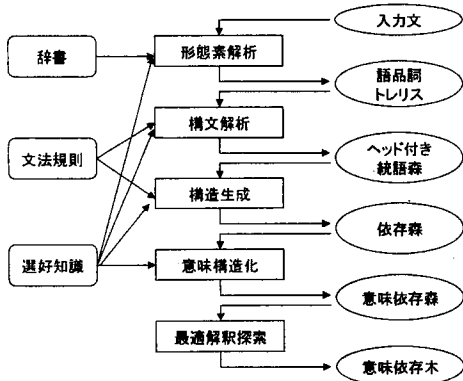 入力文
辞書
形態素解析
語品詞
トレリス
構文解析
文法規則
ヘッド付き
統語森
構造生成
依存森
選好知識
意味構造化
意味依存森
最適解釈探索
意味依存木